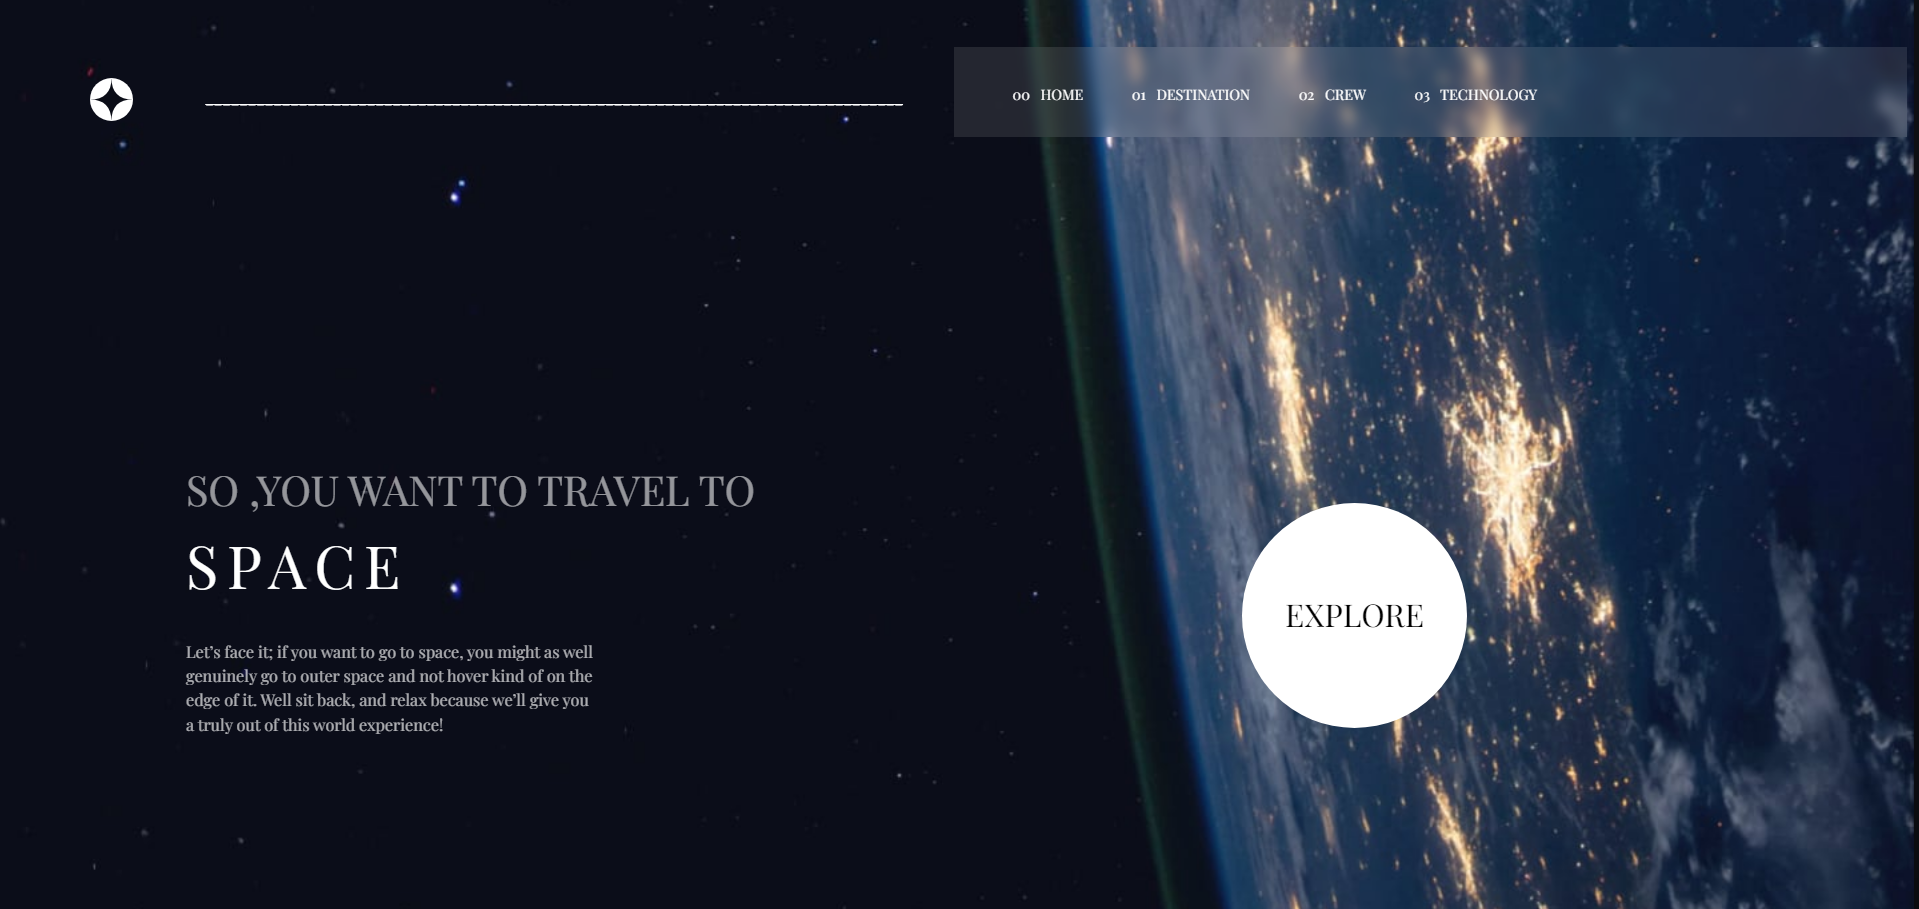 00 HOME 01 DESTINATION 02 CREW 03 TECHNOLOGY
SO ,YOU WANT TO TRAVEL TO
SPACE
Let’s face it; if you want to go to space, you might as well
genuinely go to outer space and not hover kind of on the
edge of it. Well sit back, and relax because we’ll give you
a truly out of this world experience!
EXPLORE